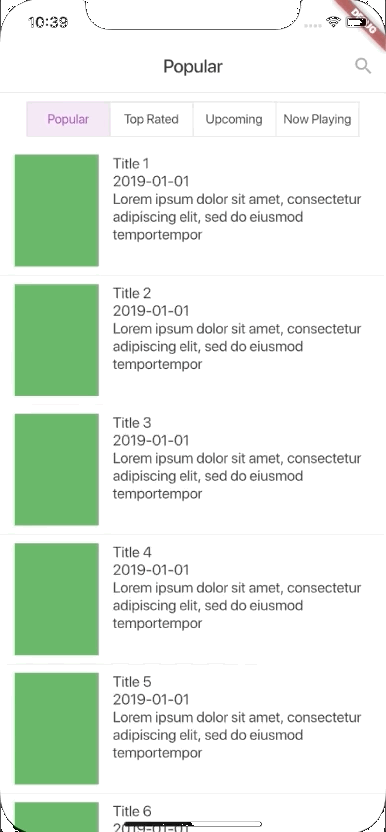 10:39
DEMO
Popular
Popular Top Rated Upcoming Now Playing
Title 1
2019-01-01
Lorem ipsum dolor sit amet, consectetur
adipiscing elit, sed do eiusmod
temportempor
Title 2
2019-01-01
Lorem ipsum dolor sit amet, consectetur
adipiscing elit, sed do eiusmod
temportempor
Title 3
2019-01-01
Lorem ipsum dolor sit amet, consectetur
adipiscing elit, sed do eiusmod
temportempor
Title 4
2019-01-01
Lorem ipsum dolor sit amet, consectetur
adipiscing elit, sed do eiusmod
temportempor
Title 5
2019-01-01
Lorem ipsum dolor sit amet, consectetur
adipiscing elit, sed do eiusmod
temportempor
Title 6
2019-01-01